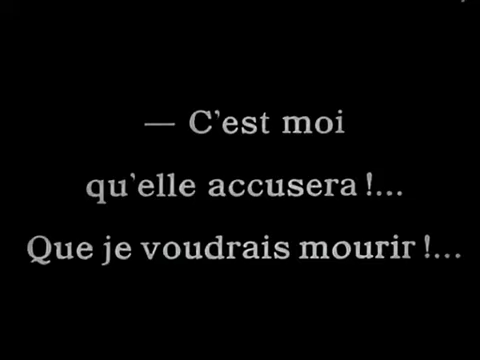 — C'est moi
qu'elle accusera !...
Que je voudrais mourir !...